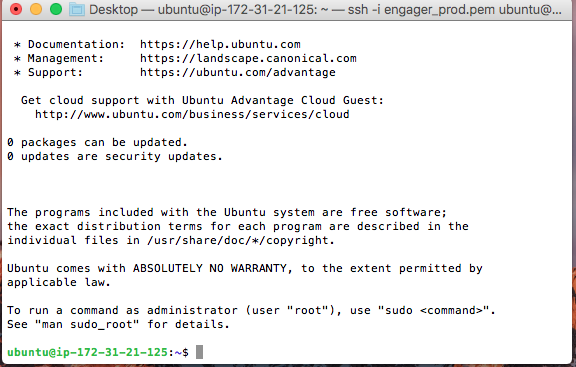 Desktop — ubuntu@ip-172-31-21-125: ~ — ssh -i engager_prod.pem ubuntu@...
* Documentation:  https://help.ubuntu.com
* Management:     https://landscape.canonical.com
* Support:        https://ubuntu.com/advantage
Get cloud support with Ubuntu Advantage Cloud Guest:
http://www.ubuntu.com/business/services/cloud
0 packages can be updated.
0 updates are security updates.
The programs included with the Ubuntu system are free software;
the exact distribution terms for each program are described in the
individual files in /usr/share/doc/*/copyright.
Ubuntu comes with ABSOLUTELY NO WARRANTY, to the extent permitted by
applicable law.
To run a command as administrator (user "root"), use "sudo <command>".
See "man sudo_root" for details.
ubuntu@ip-172-31-21-125:~$